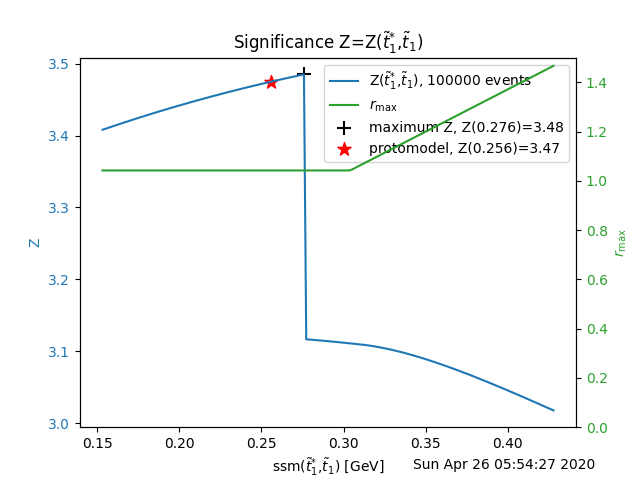 Significance Z=Z(t̃₁*,t̃₁)
3.5
3.4
3.3
3.2
3.1
3.0
Z
Z(t̃₁*,t̃₁), 100000 events
r_max
maximum Z, Z(0.276)=3.48
protomodel, Z(0.256)=3.47
1.4
1.2
1.0
0.8
0.6
0.4
0.2
0.0
r_max
0.15 0.20 0.25 0.30 0.35 0.40
ssm(t̃₁*,t̃₁) [GeV]
Sun Apr 26 05:54:27 2020